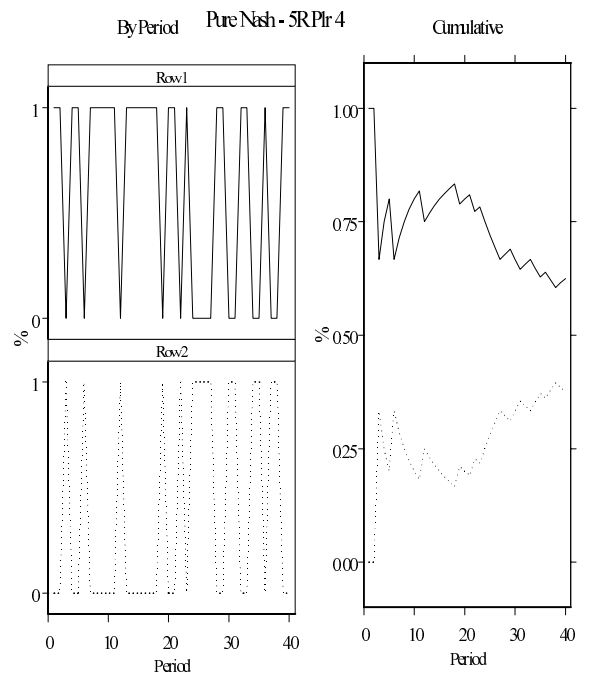 Pure Nash - 5R Plr 4
By Period
Cumulative
Row1
1
0
%
Row2
1
0
0 10 20 30 40
Period
1.00
0.75
0.50
0.25
0.00
%
0 10 20 30 40
Period